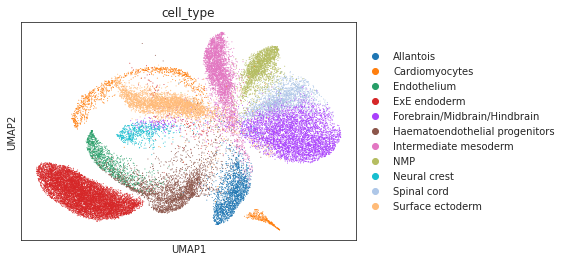 cell_type
UMAP2
UMAP1
Allantois
Cardiomyocytes
Endothelium
ExE endoderm
Forebrain/Midbrain/Hindbrain
Haematoendothelial progenitors
Intermediate mesoderm
NMP
Neural crest
Spinal cord
Surface ectoderm